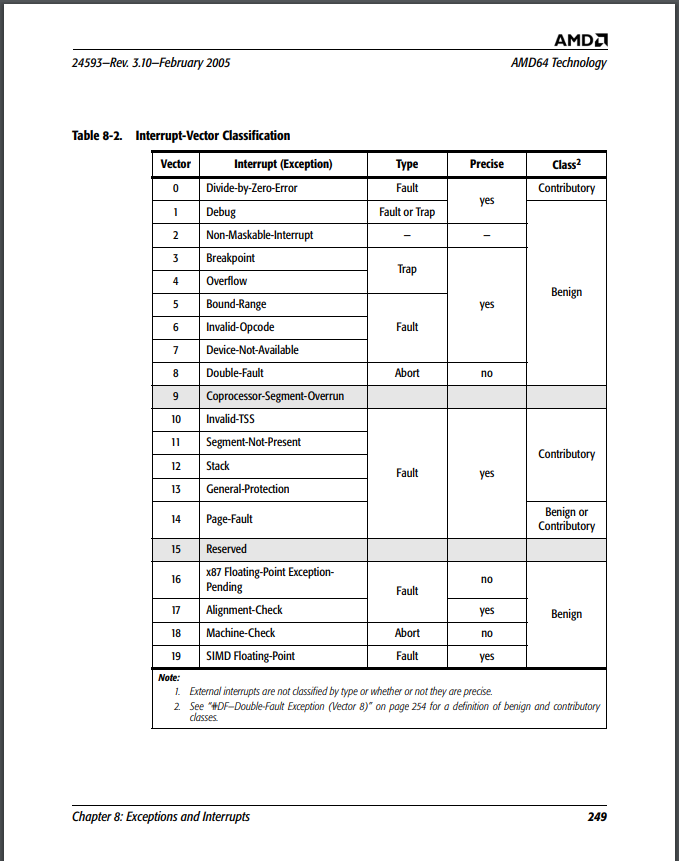 AMD
24593—Rev. 3.10—February 2005 AMD64 Technology
Table 8-2. Interrupt-Vector Classification
Vector Interrupt (Exception) Type Precise Class2
0 Divide-by-Zero-Error Fault yes Contributory
1 Debug Fault or Trap Benign
2 Non-Maskable-Interrupt — —
3 Breakpoint Trap yes
4 Overflow
5 Bound-Range Fault
6 Invalid-Opcode
7 Device-Not-Available
8 Double-Fault Abort no
9 Coprocessor-Segment-Overrun
10 Invalid-TSS Fault yes Contributory
11 Segment-Not-Present
12 Stack
13 General-Protection
14 Page-Fault Benign or
Contributory
15 Reserved
16 x87 Floating-Point Exception-
Pending Fault no Benign
17 Alignment-Check yes
18 Machine-Check Abort no
19 SIMD Floating-Point Fault yes
Note:
1. External interrupts are not classified by type or whether or not they are precise.
2. See "#DF—Double-Fault Exception (Vector 8)" on page 254 for a definition of benign and contributory
classes.
Chapter 8: Exceptions and Interrupts 249